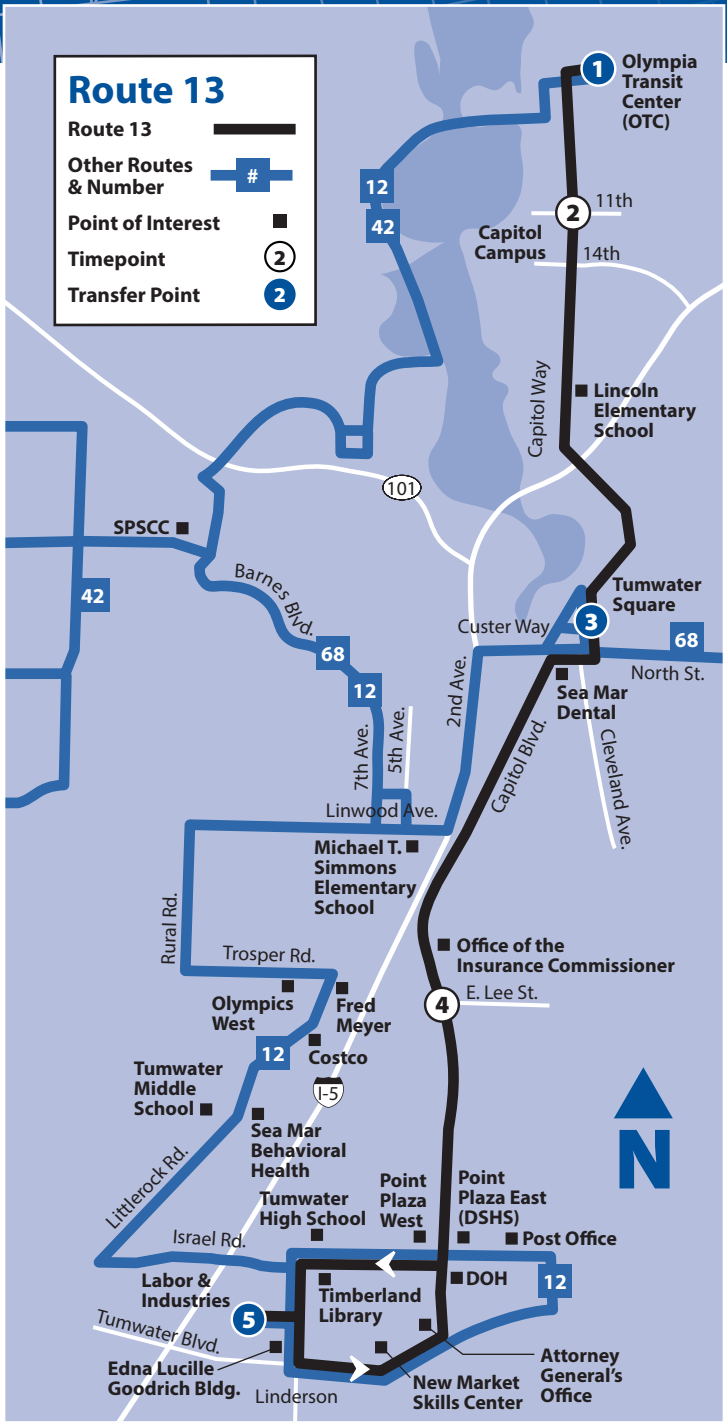 Route 13
Route 13
Other Routes
& Number
#
Point of Interest
Timepoint
2
Transfer Point
2
1
Olympia
Transit
Center
(OTC)
12
42
2
11th
Capitol
Campus
14th
Capitol Way
Lincoln
Elementary
School
101
SPSCC
42
Barnes Blvd.
68
12
Tumwater
Square
Custer Way
3
68
North St.
Sea Mar
Dental
2nd Ave.
7th Ave.
5th Ave.
Capitol Blvd.
Cleveland Ave.
Linwood Ave.
Michael T.
Simmons
Elementary
School
Rural Rd.
Trosper Rd.
Office of the
Insurance Commissioner
Olympics
West
Fred
Meyer
4
E. Lee St.
12
Costco
Tumwater
Middle
School
I-5
Sea Mar
Behavioral
Health
N
Littlerock Rd.
Tumwater
High School
Point
Plaza
West
Point
Plaza East
(DSHS)
Post Office
Israel Rd.
Labor &
Industries
Timberland
Library
DOH
12
5
Tumwater Blvd.
Edna Lucille
Goodrich Bldg.
Linderson
New Market
Skills Center
Attorney
General's
Office